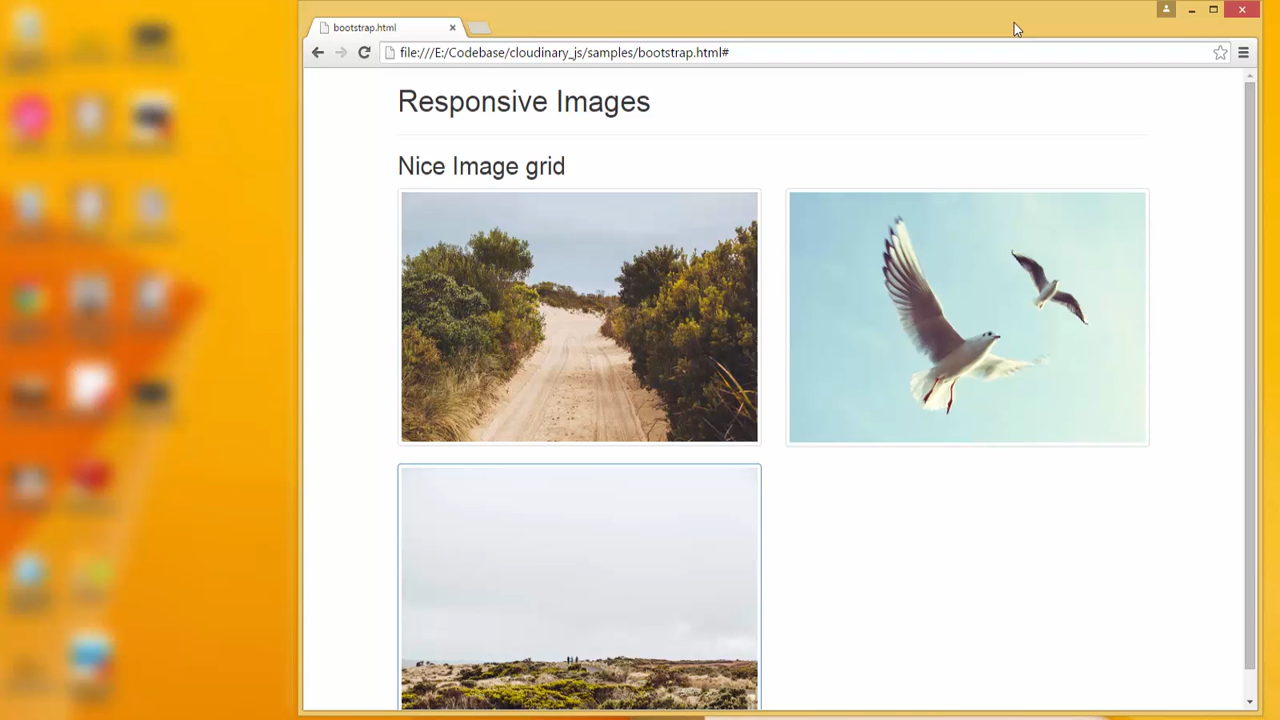 bootstrap.html
file:///E:/Codebase/cloudinary_js/samples/bootstrap.html#
Responsive Images
Nice Image grid